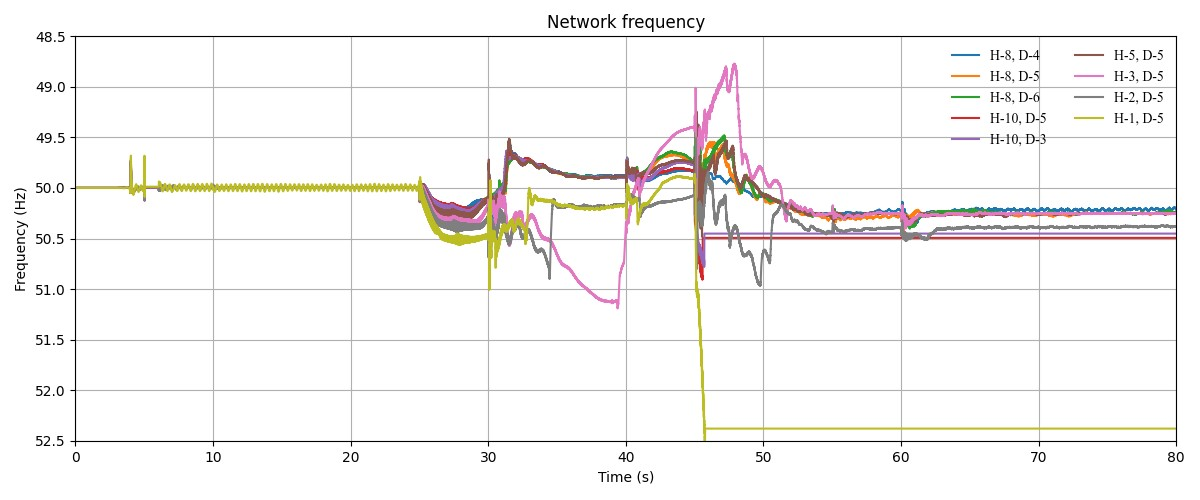 Network frequency
Frequency (Hz)
48.5
49.0
49.5
50.0
50.5
51.0
51.5
52.0
52.5
H-8, D-4
H-8, D-5
H-8, D-6
H-10, D-5
H-10, D-3
H-5, D-5
H-3, D-5
H-2, D-5
H-1, D-5
0 10 20 30 40 50 60 70 80
Time (s)